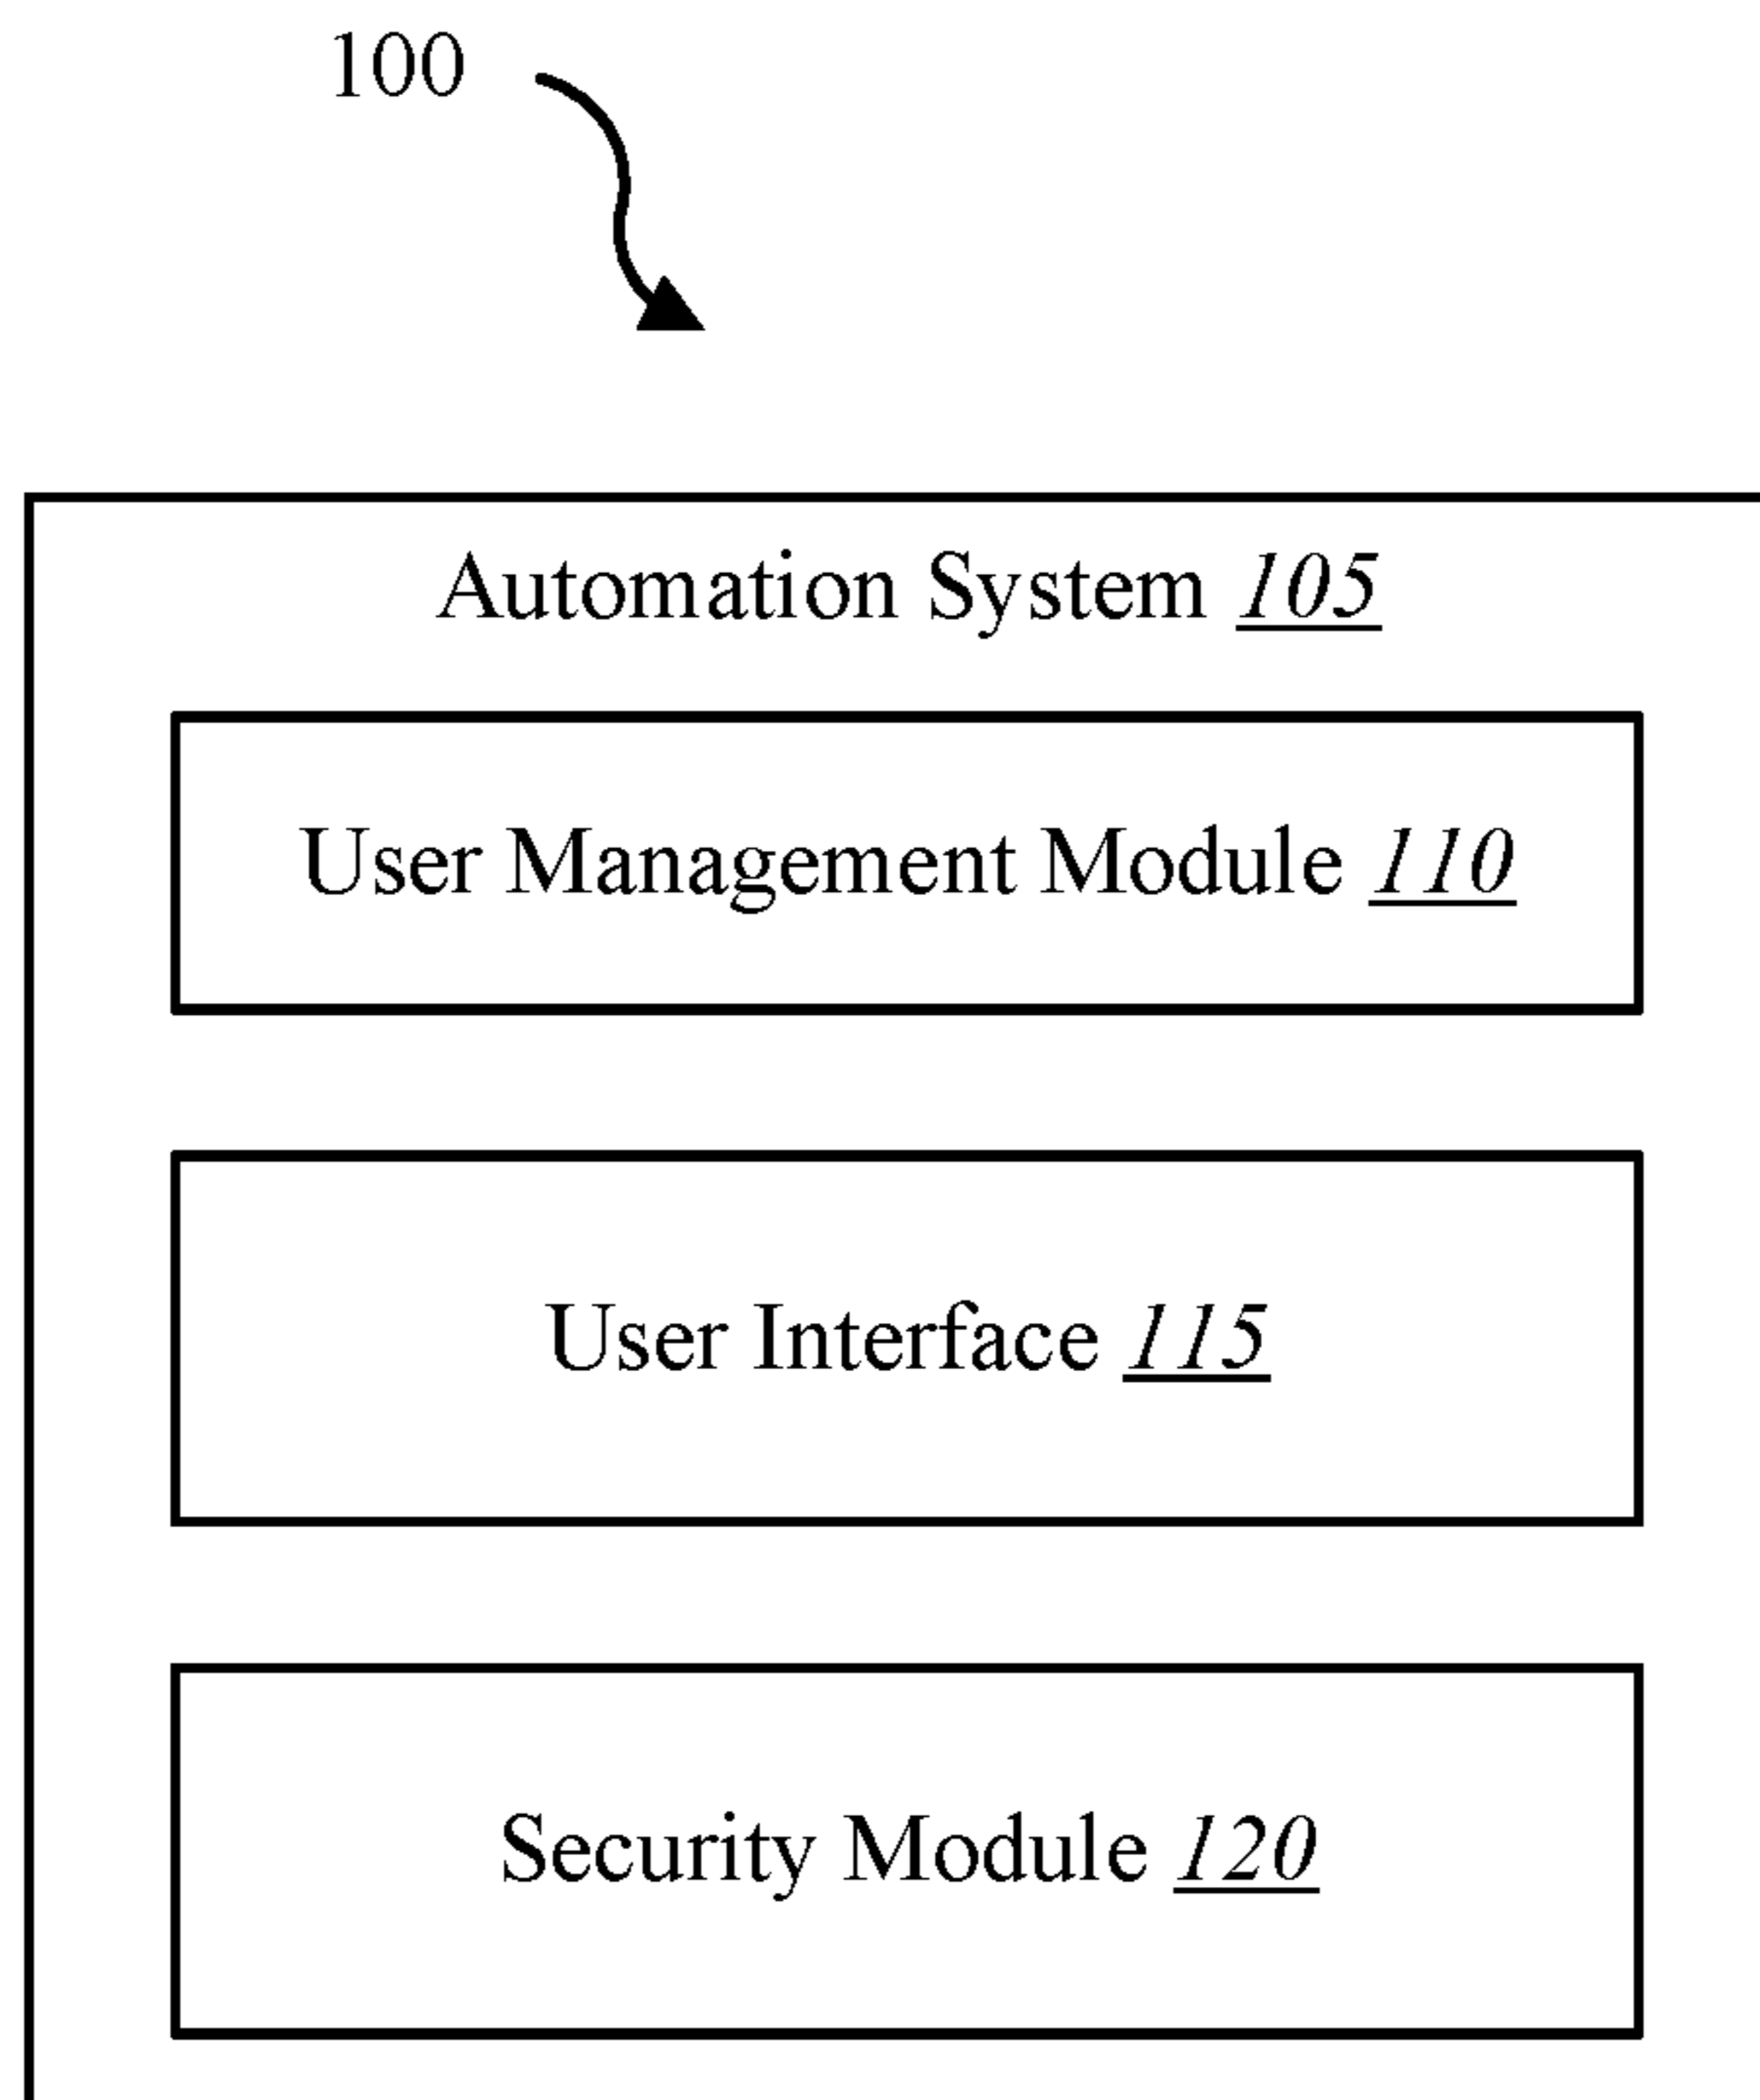 100
Automation System 105
User Management Module 110
User Interface 115
Security Module 120